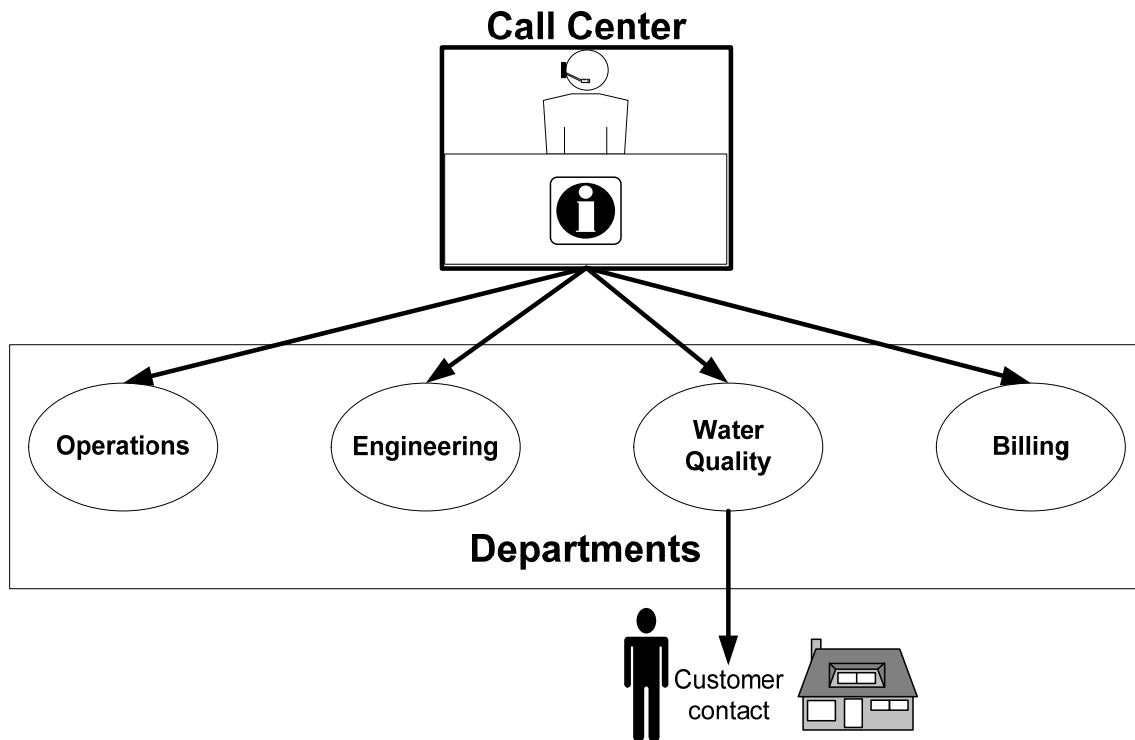 Call Center
Operations
Engineering
Water
Quality
Billing
Departments
Customer
contact